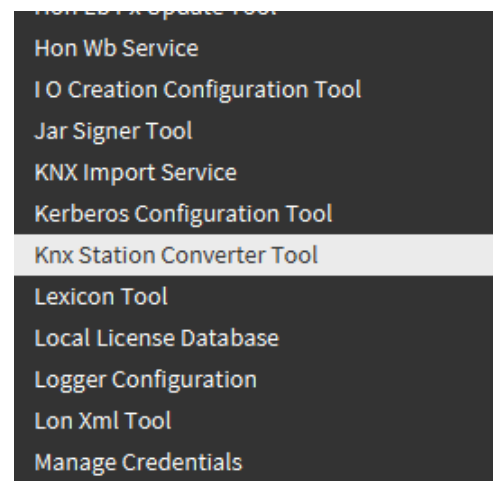 Hon Wb Service
I O Creation Configuration Tool
Jar Signer Tool
KNX Import Service
Kerberos Configuration Tool
Knx Station Converter Tool
Lexicon Tool
Local License Database
Logger Configuration
Lon Xml Tool
Manage Credentials